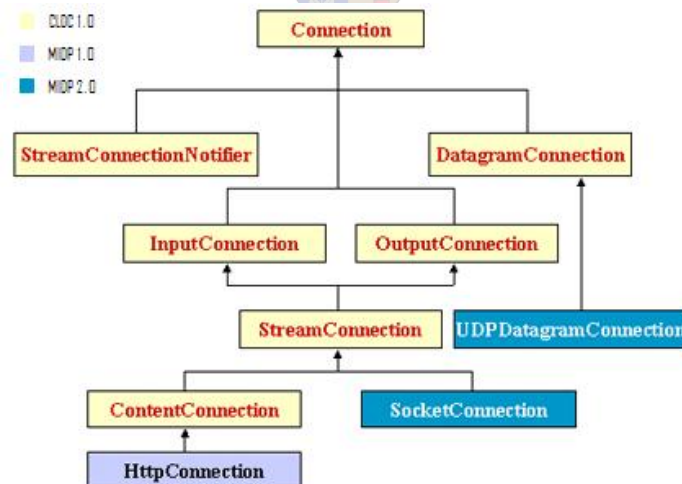 CLDC 1.0
MIDP 1.0
MIDP 2.0
Connection
StreamConnectionNotifier
DatagramConnection
InputConnection
OutputConnection
StreamConnection
UDPDatagramConnection
ContentConnection
SocketConnection
HttpConnection